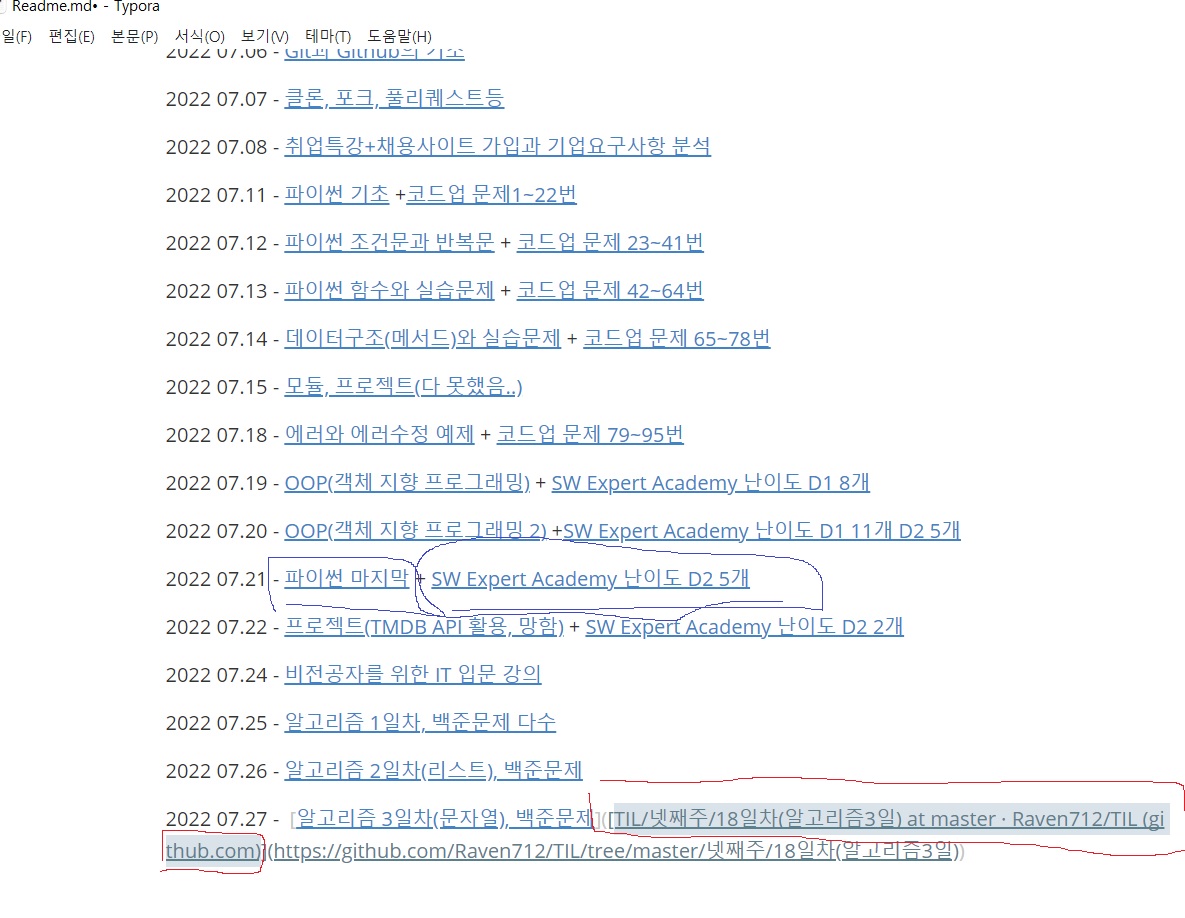 Readme.md• - Typora
일(F) 편집(E) 본문(P) 서식(O) 보기(V) 테마(T) 도움말(H)
2022 07.06 - Git과 Github의 기초
2022 07.07 - 클론, 포크, 풀리퀘스트등
2022 07.08 - 취업특강+채용사이트 가입과 기업요구사항 분석
2022 07.11 - 파이썬 기초 +코드업 문제1~22번
2022 07.12 - 파이썬 조건문과 반복문 + 코드업 문제 23~41번
2022 07.13 - 파이썬 함수와 실습문제 + 코드업 문제 42~64번
2022 07.14 - 데이터구조(메서드)와 실습문제 + 코드업 문제 65~78번
2022 07.15 - 모듈, 프로젝트(다 못했음..)
2022 07.18 - 에러와 에러수정 예제 + 코드업 문제 79~95번
2022 07.19 - OOP(객체 지향 프로그래밍) + SW Expert Academy 난이도 D1 8개
2022 07.20 - OOP(객체 지향 프로그래밍 2) +SW Expert Academy 난이도 D1 11개 D2 5개
2022 07.21 - 파이썬 마지막 + SW Expert Academy 난이도 D2 5개
2022 07.22 - 프로젝트(TMDB API 활용, 망함) + SW Expert Academy 난이도 D2 2개
2022 07.24 - 비전공자를 위한 IT 입문 강의
2022 07.25 - 알고리즘 1일차, 백준문제 다수
2022 07.26 - 알고리즘 2일차(리스트), 백준문제
2022 07.27 - [알고리즘 3일차(문자열), 백준문제]([TIL/넷째주/18일차(알고리즘3일) at master · Raven712/TIL (gi
thub.com)](https://github.com/Raven712/TIL/tree/master/넷째주/18일차(알고리즘3일))